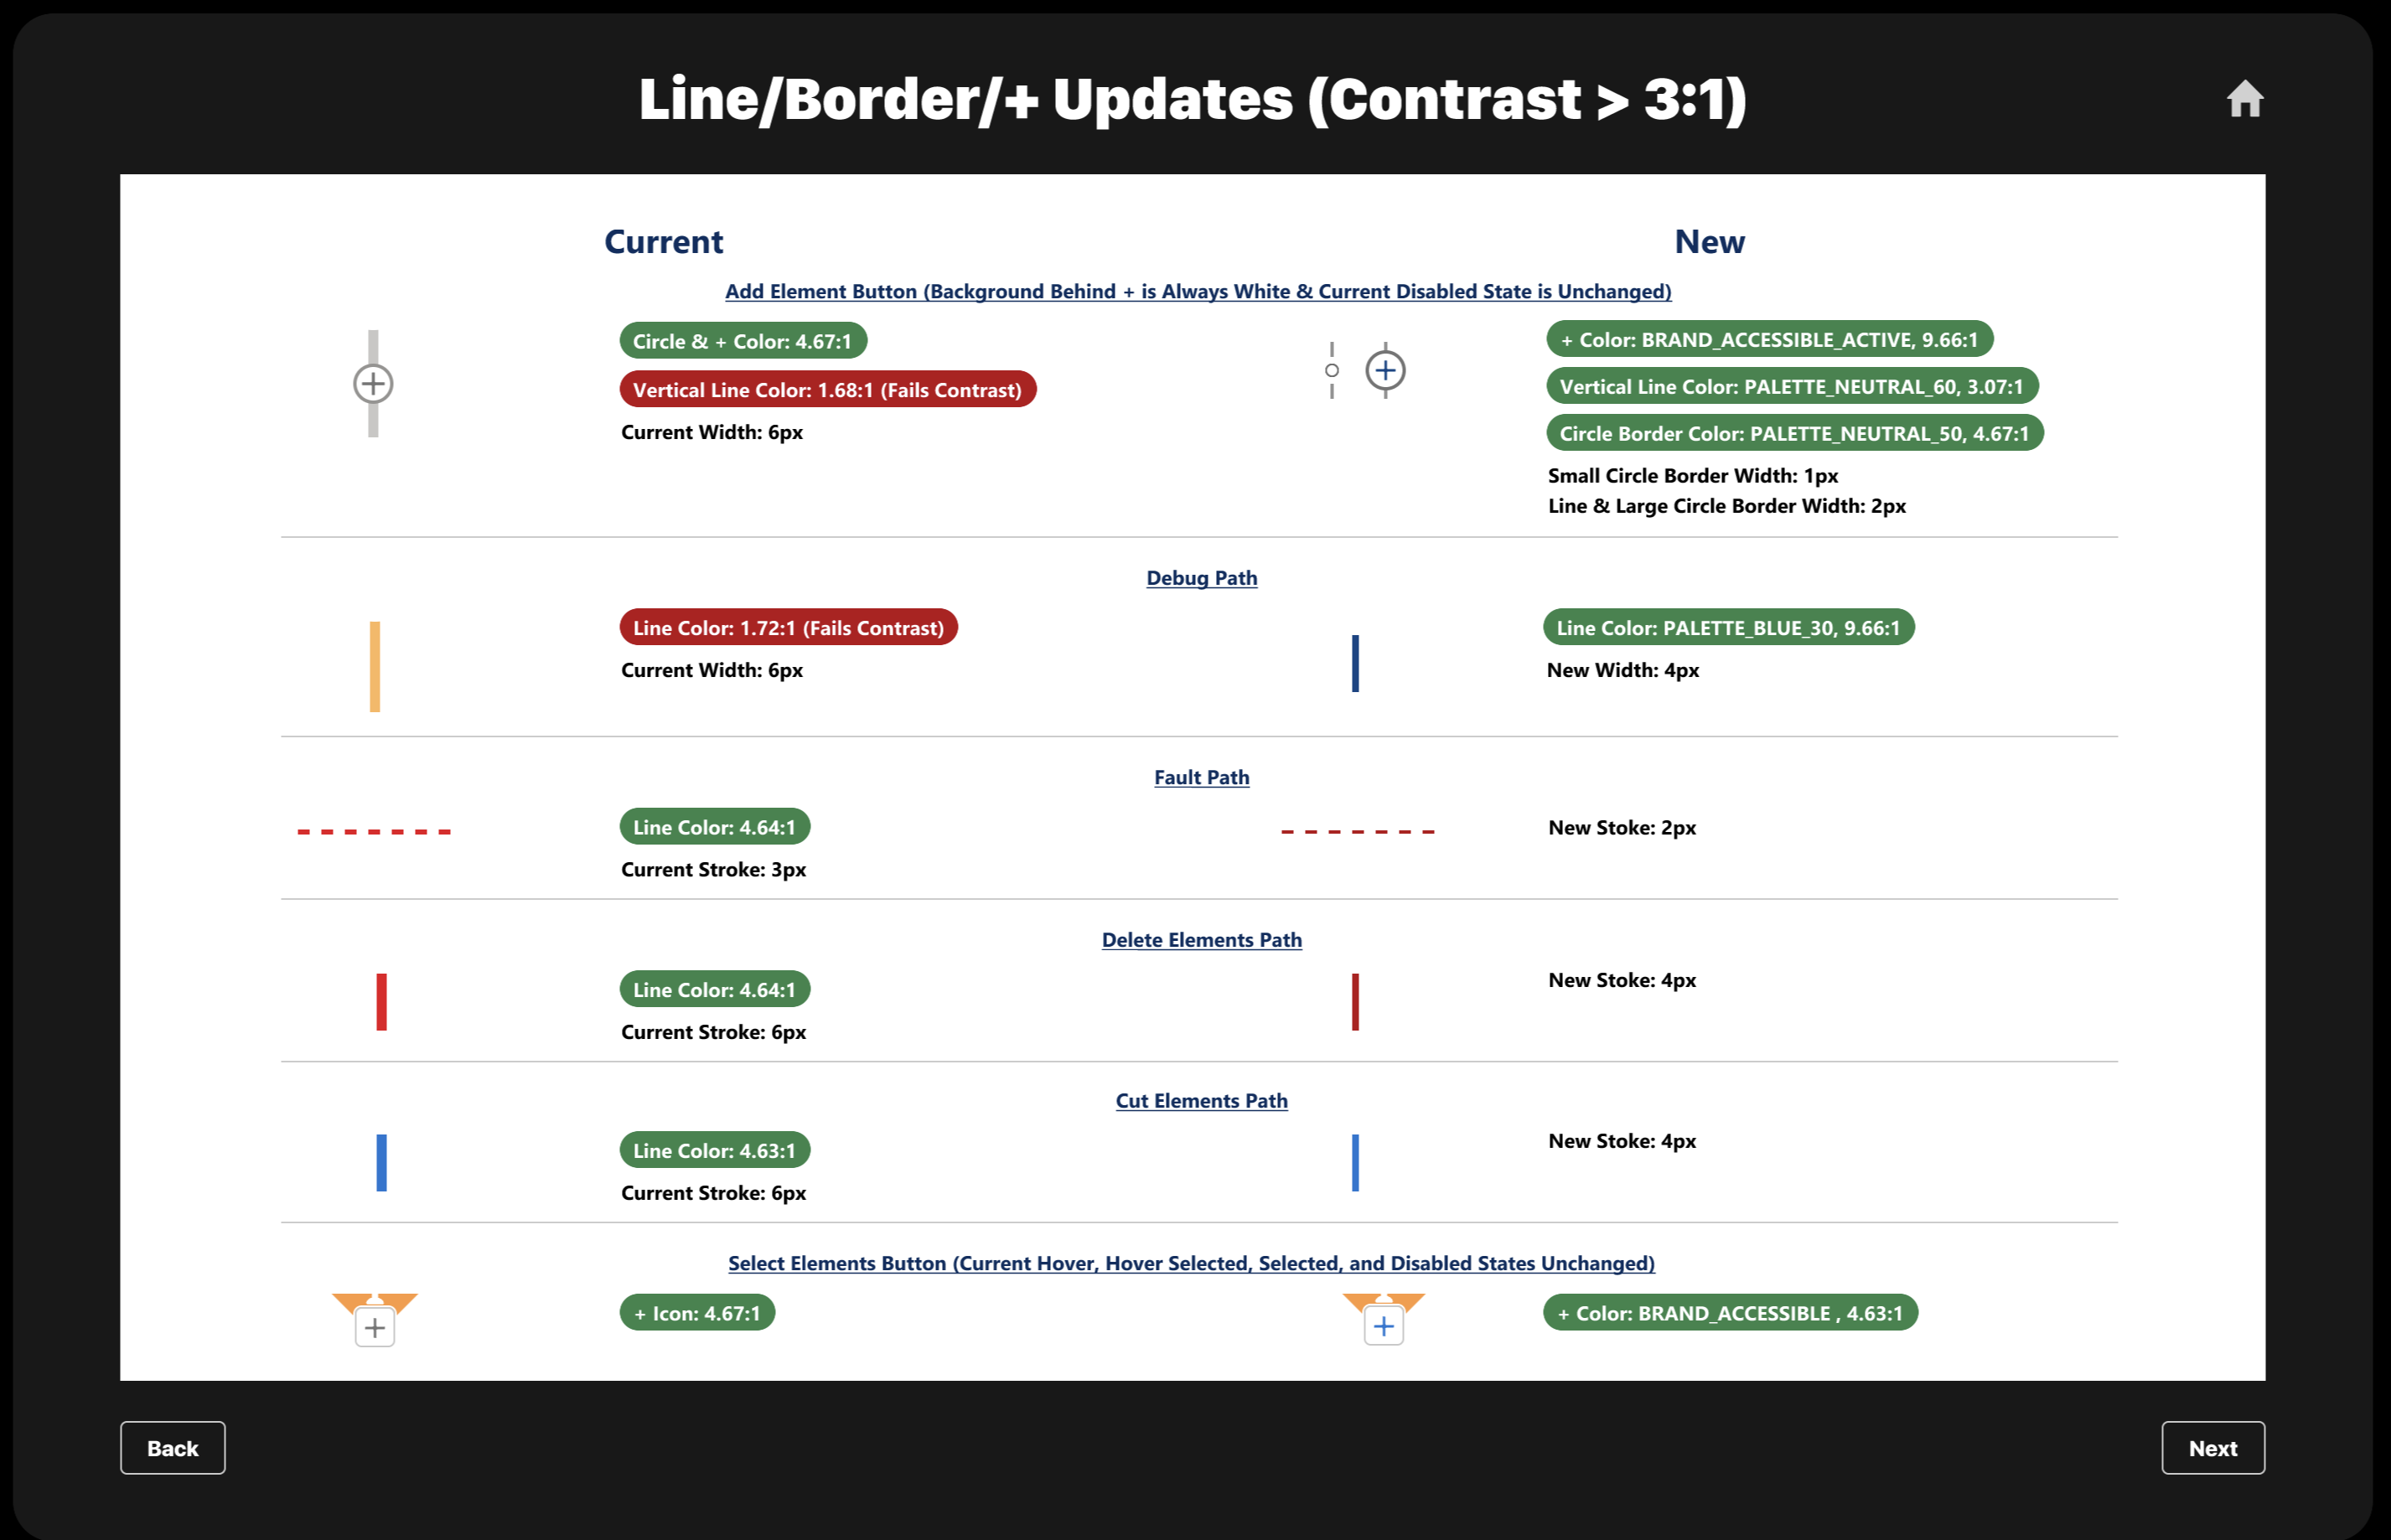 Line/Border/+ Updates (Contrast > 3:1)
Current
New
Add Element Button (Background Behind + is Always White & Current Disabled State is Unchanged)
Circle & + Color: 4.67:1
Vertical Line Color: 1.68:1 (Fails Contrast)
Current Width: 6px
+ Color: BRAND_ACCESSIBLE_ACTIVE, 9.66:1
Vertical Line Color: PALETTE_NEUTRAL_60, 3.07:1
Circle Border Color: PALETTE_NEUTRAL_50, 4.67:1
Small Circle Border Width: 1px
Line & Large Circle Border Width: 2px
Debug Path
Line Color: 1.72:1 (Fails Contrast)
Current Width: 6px
Line Color: PALETTE_BLUE_30, 9.66:1
New Width: 4px
Fault Path
Line Color: 4.64:1
Current Stroke: 3px
New Stoke: 2px
Delete Elements Path
Line Color: 4.64:1
Current Stroke: 6px
New Stoke: 4px
Cut Elements Path
Line Color: 4.63:1
Current Stroke: 6px
New Stoke: 4px
Select Elements Button (Current Hover, Hover Selected, Selected, and Disabled States Unchanged)
+ Icon: 4.67:1
+ Color: BRAND_ACCESSIBLE , 4.63:1
Back
Next